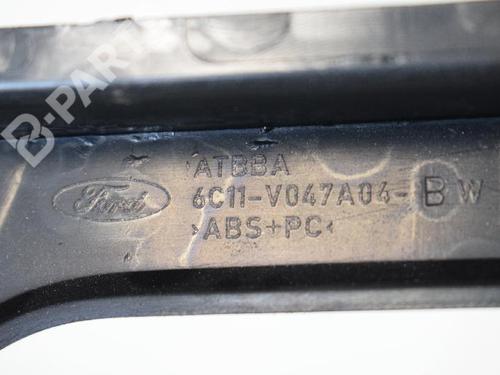 B-PARTS
ATBBA
6C11-V047A04-BW
Ford
>ABS+PC<